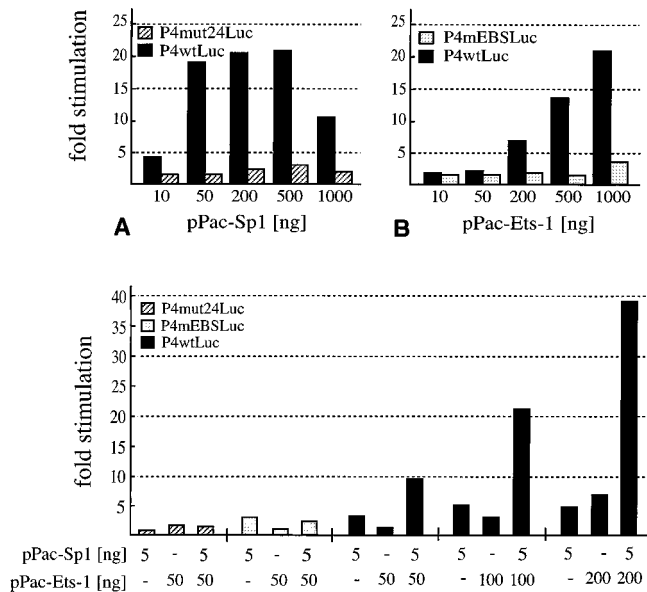 fold stimulation
25
20
15
10
5
P4mut24Luc
P4wtLuc
10 50 200 500 1000
A pPac-Sp1 [ng]
25
20
15
10
5
P4mEBSLuc
P4wtLuc
10 50 200 500 1000
B pPac-Ets-1 [ng]
fold stimulation
40
30
20
10
5
P4mut24Luc
P4mEBSLuc
P4wtLuc
pPac-Sp1 [ng] 5 - 5 5 - 5 5 - 5 5 - 5 5 - 5
pPac-Ets-1 [ng] - 50 50 - 50 50 - 50 50 - 100 100 - 200 200